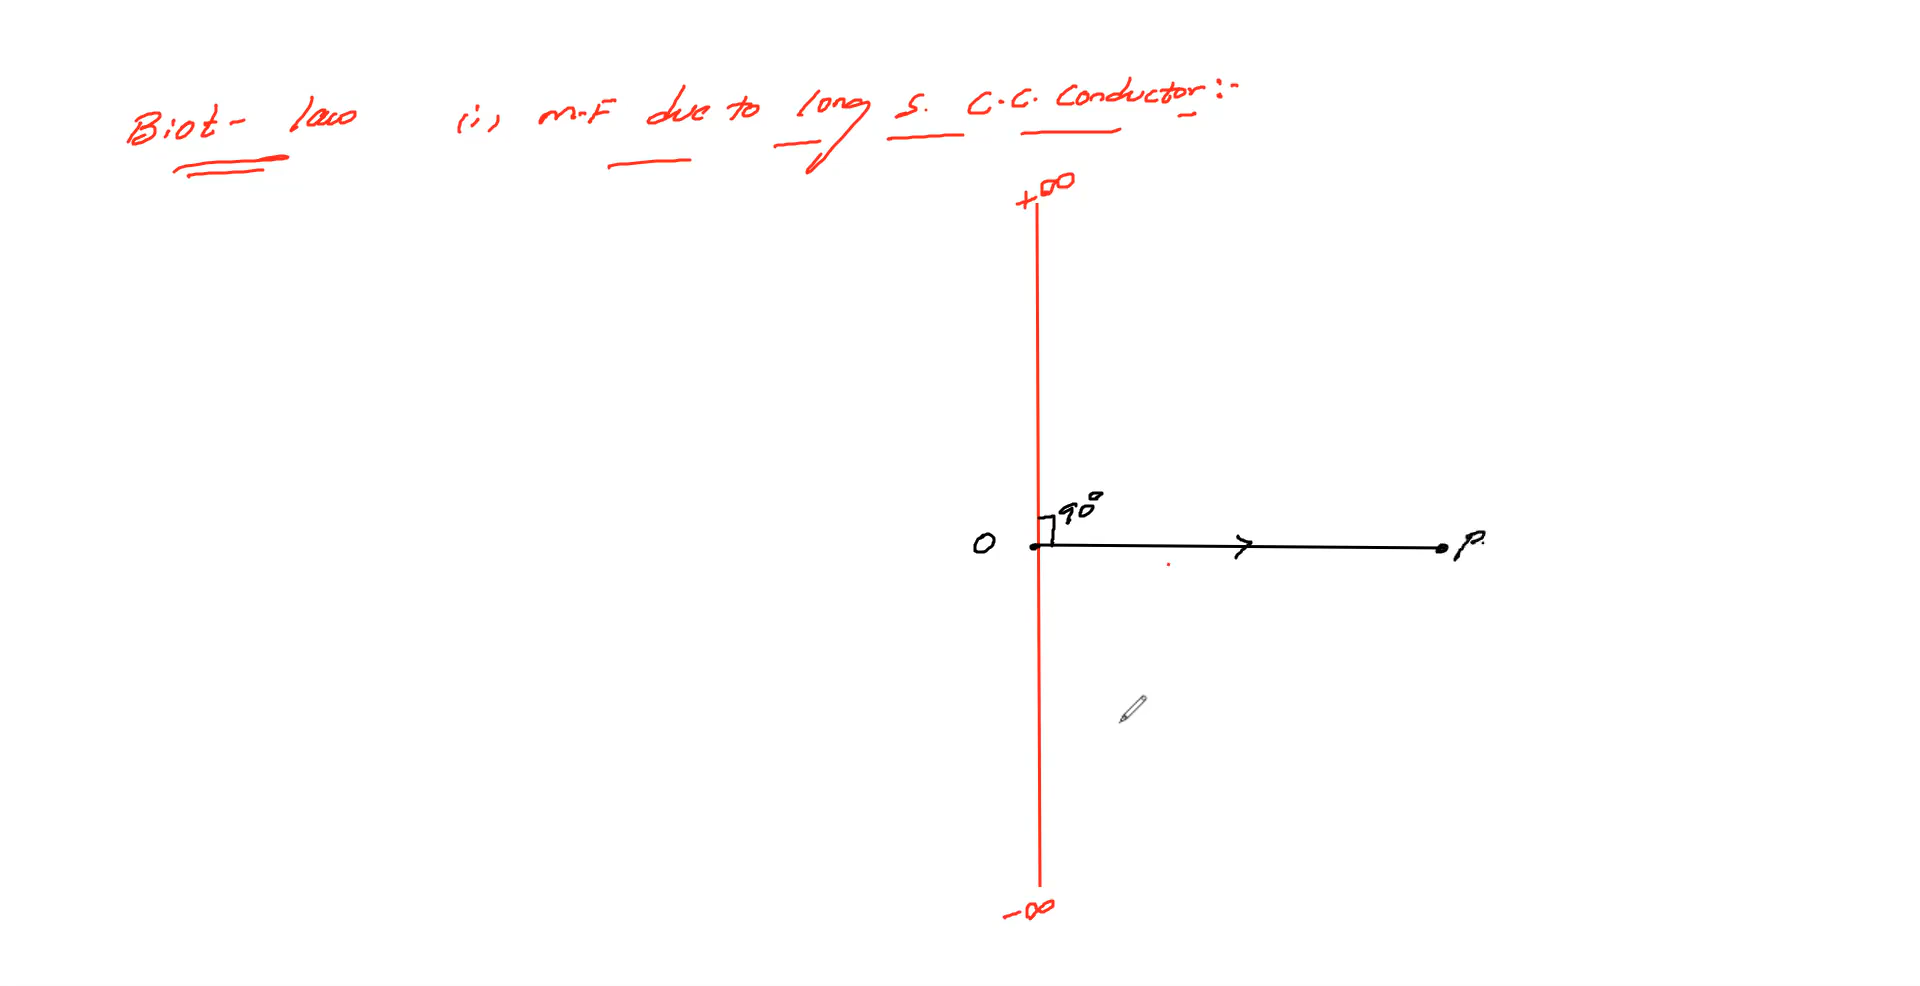 Biot- law (i) M.F due to long S. C.C. Conductor:-
+∞
90°
O P
-∞